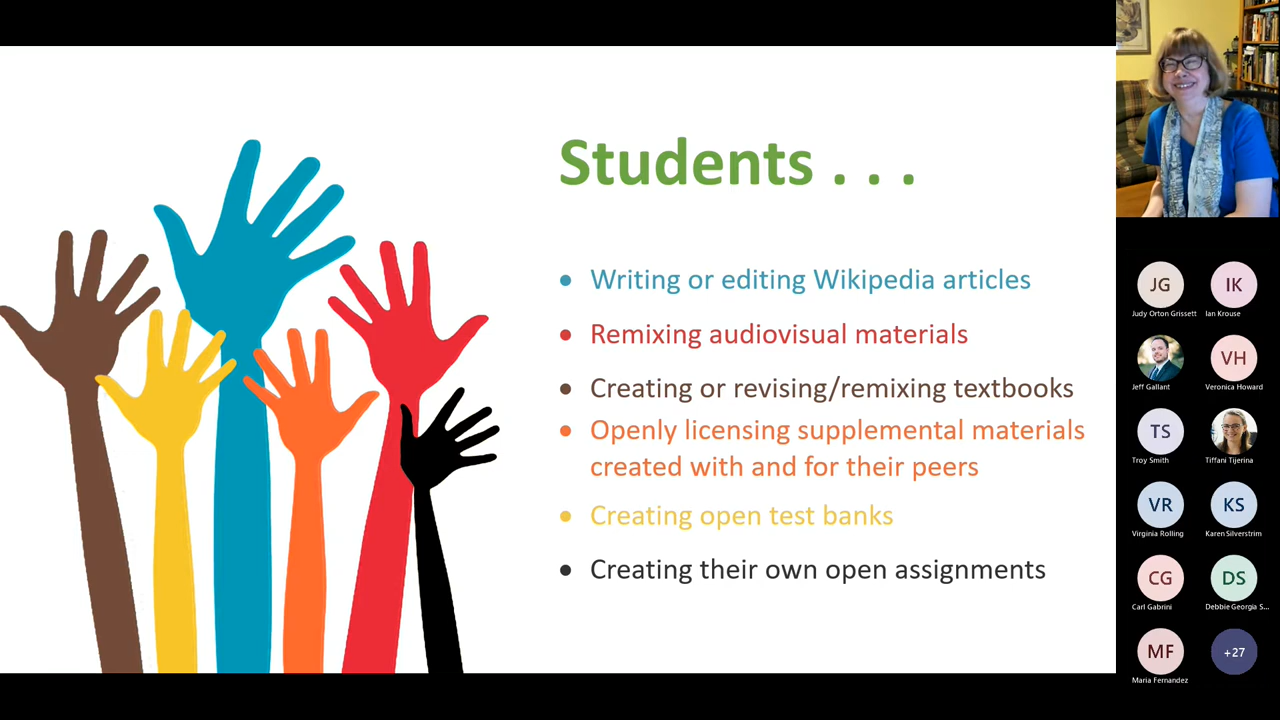 Students . . .
• Writing or editing Wikipedia articles
• Remixing audiovisual materials
• Creating or revising/remixing textbooks
• Openly licensing supplemental materials
created with and for their peers
• Creating open test banks
• Creating their own open assignments
JG
IK
Judy Orton Grissett
Ian Krouse
VH
Jeff Gallant
Veronica Howard
TS
Troy Smith
Tiffani Tijerina
VR
KS
Virginia Rolling
Karen Silverstrim
CG
DS
Carl Gabrini
Debbie Georgia S...
MF
+27
Maria Fernandez